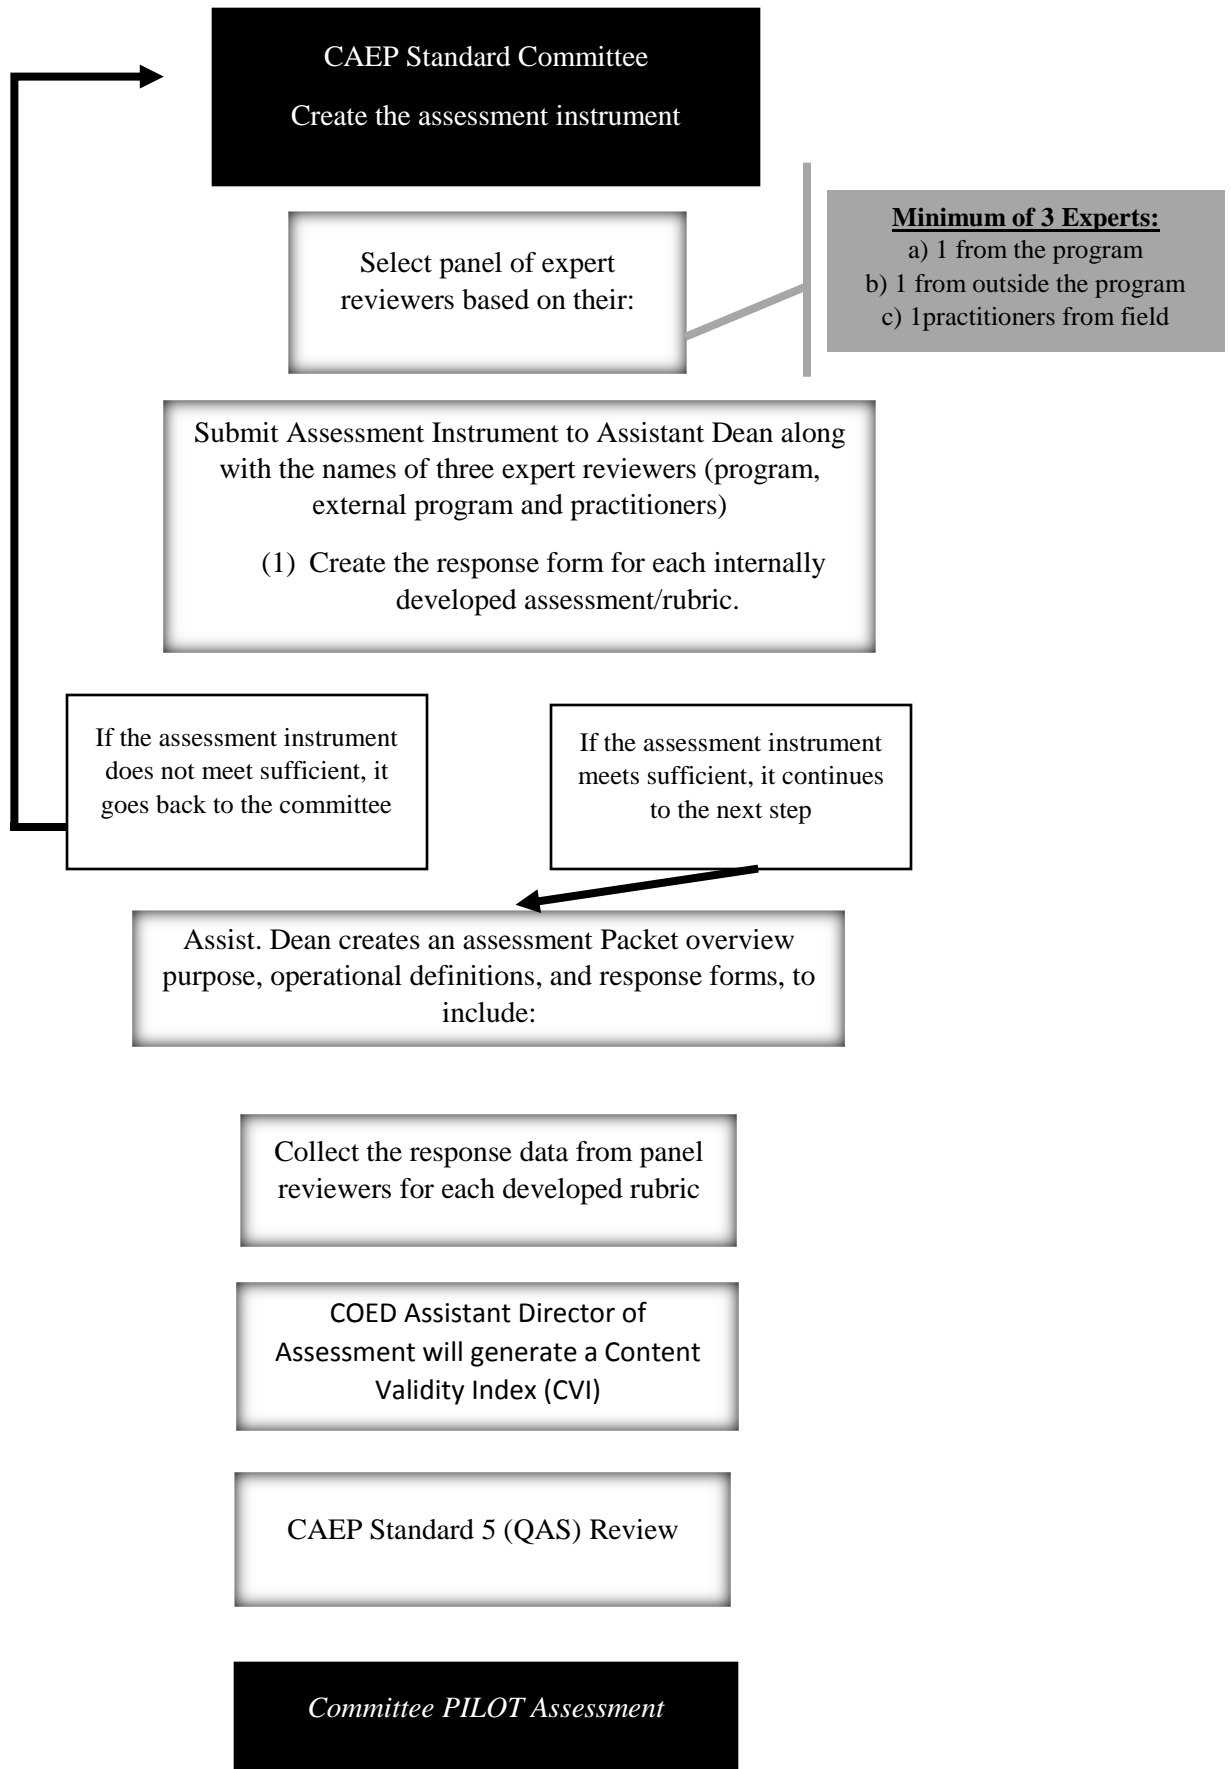 CAEP Standard Committee
Create the assessment instrument
Minimum of 3 Experts:
a) 1 from the program
b) 1 from outside the program
c) 1practitioners from field
Select panel of expert
reviewers based on their:
Submit Assessment Instrument to Assistant Dean along
with the names of three expert reviewers (program,
external program and practitioners)
(1) Create the response form for each internally
developed assessment/rubric.
If the assessment instrument
does not meet sufficient, it
goes back to the committee
If the assessment instrument
meets sufficient, it continues
to the next step
Assist. Dean creates an assessment Packet overview
purpose, operational definitions, and response forms, to
include:
Collect the response data from panel
reviewers for each developed rubric
COED Assistant Director of
Assessment will generate a Content
Validity Index (CVI)
CAEP Standard 5 (QAS) Review
Committee PILOT Assessment